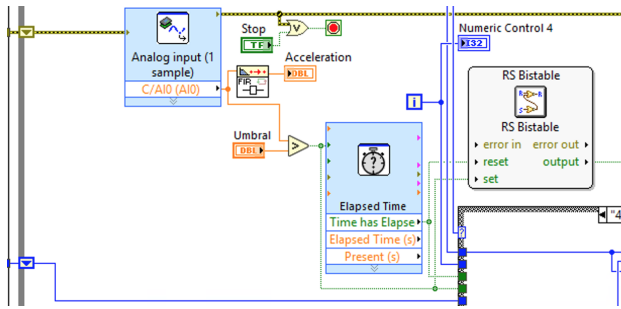 Stop
TF
V
Numeric Control 4
I32
Analog input (1
sample)
C/AI0 (AI0)
Acceleration
DBL
FIR
i
RS Bistable
RS Bistable
error in error out
reset output
set
Umbral
DBL
>
?
Elapsed Time
Time has Elapse
Elapsed Time (s)
Present (s)
?
"4